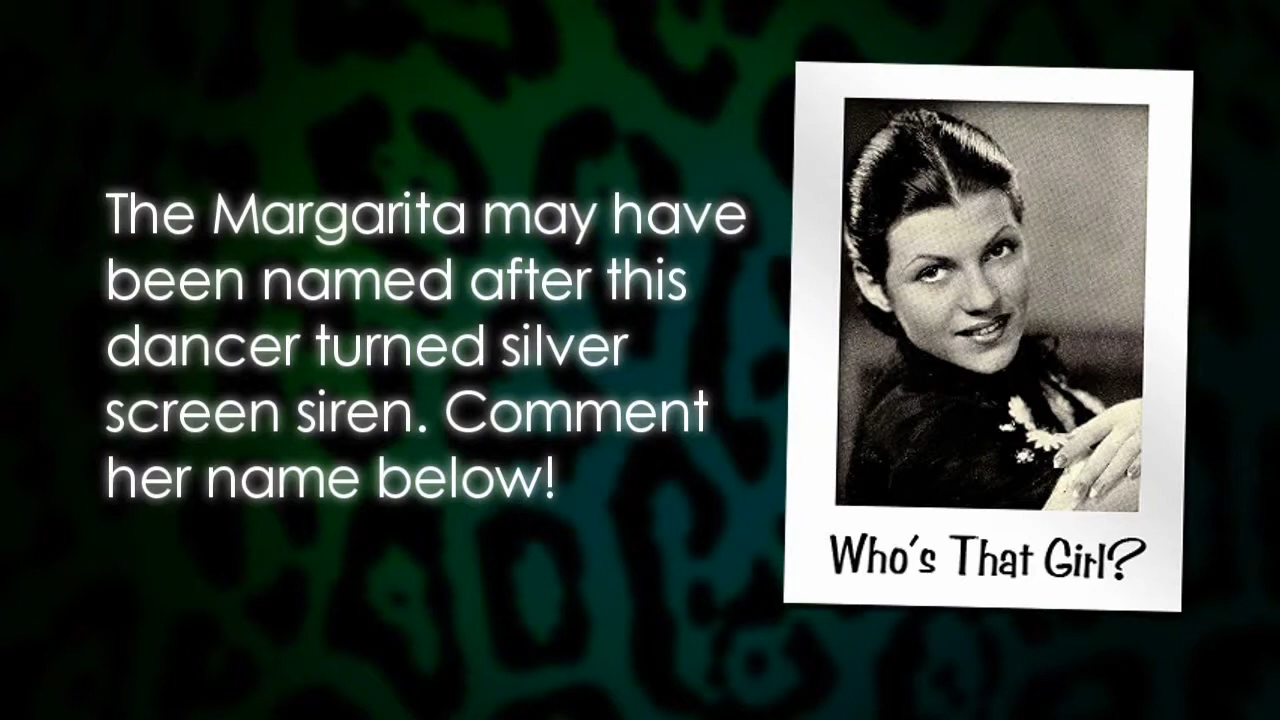 The Margarita may have
been named after this
dancer turned silver
screen siren. Comment
her name below!
Who's That Girl?